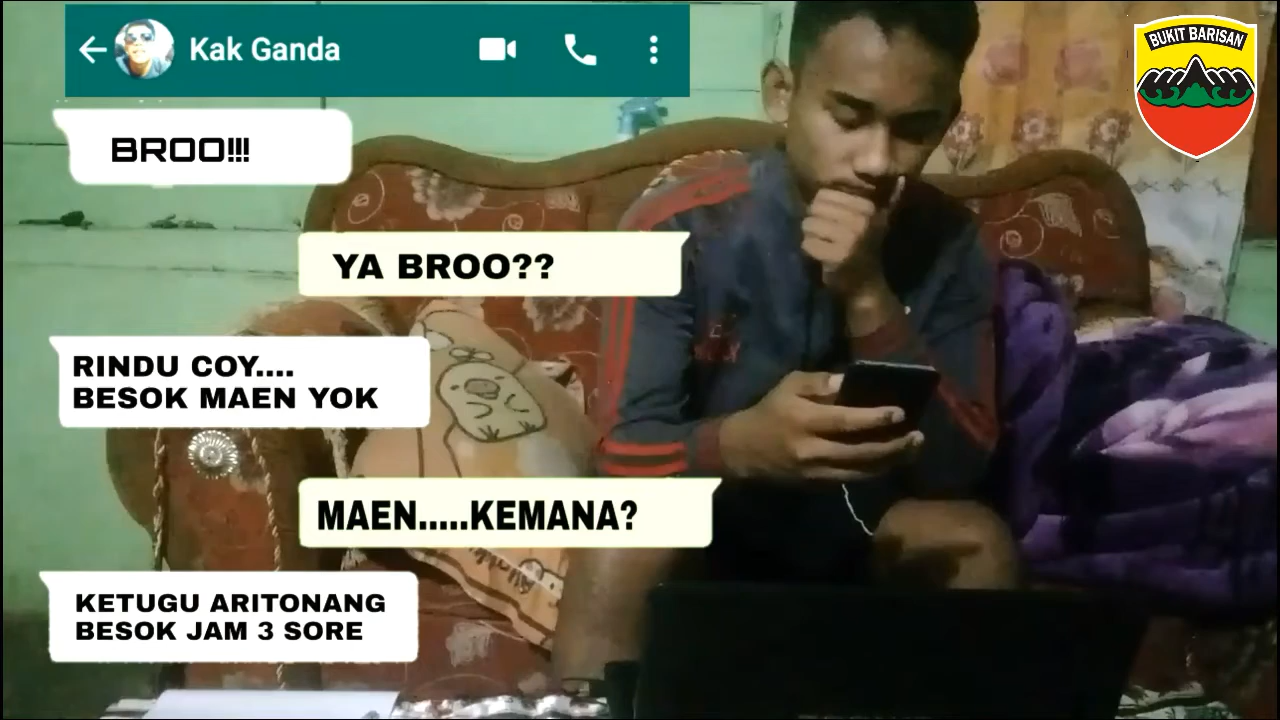 Kak Ganda
BUKIT BARISAN
BROO!!!
YA BROO??
RINDU COY....
BESOK MAEN YOK
MAEN.....KEMANA?
KETUGU ARITONANG
BESOK JAM 3 SORE